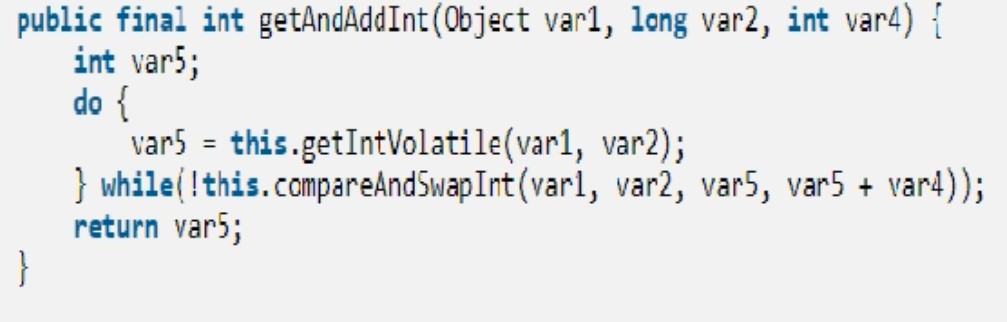 public final int getAndAddInt(Object var1, long var2, int var4) {
    int var5;
    do {
        var5 = this.getIntVolatile(var1, var2);
    } while(!this.compareAndSwapInt(var1, var2, var5, var5 + var4));
    return var5;
}